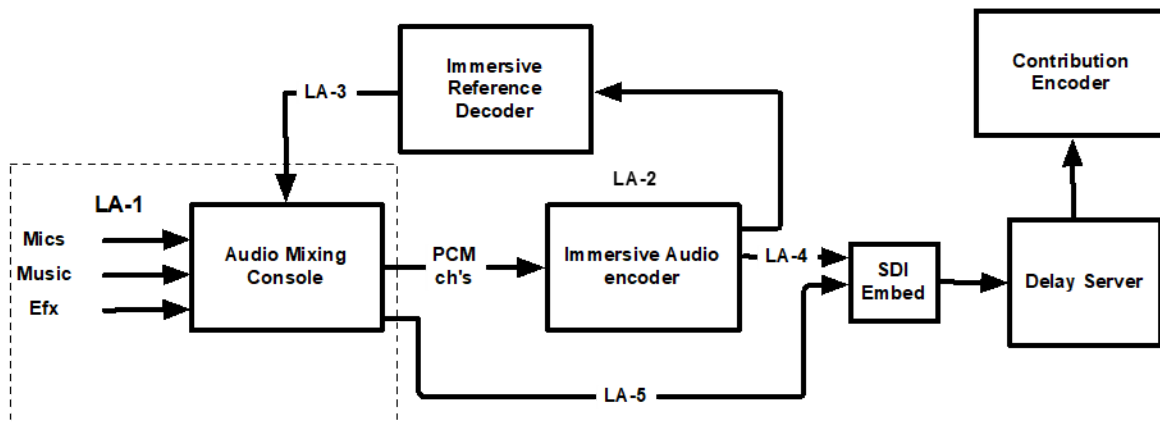 Immersive
Reference
Decoder
Contribution
Encoder
LA-3
LA-2
LA-1
Mics
Music
Efx
Audio Mixing
Console
PCM
ch's
Immersive Audio
encoder
LA-4
SDI
Embed
Delay Server
LA-5